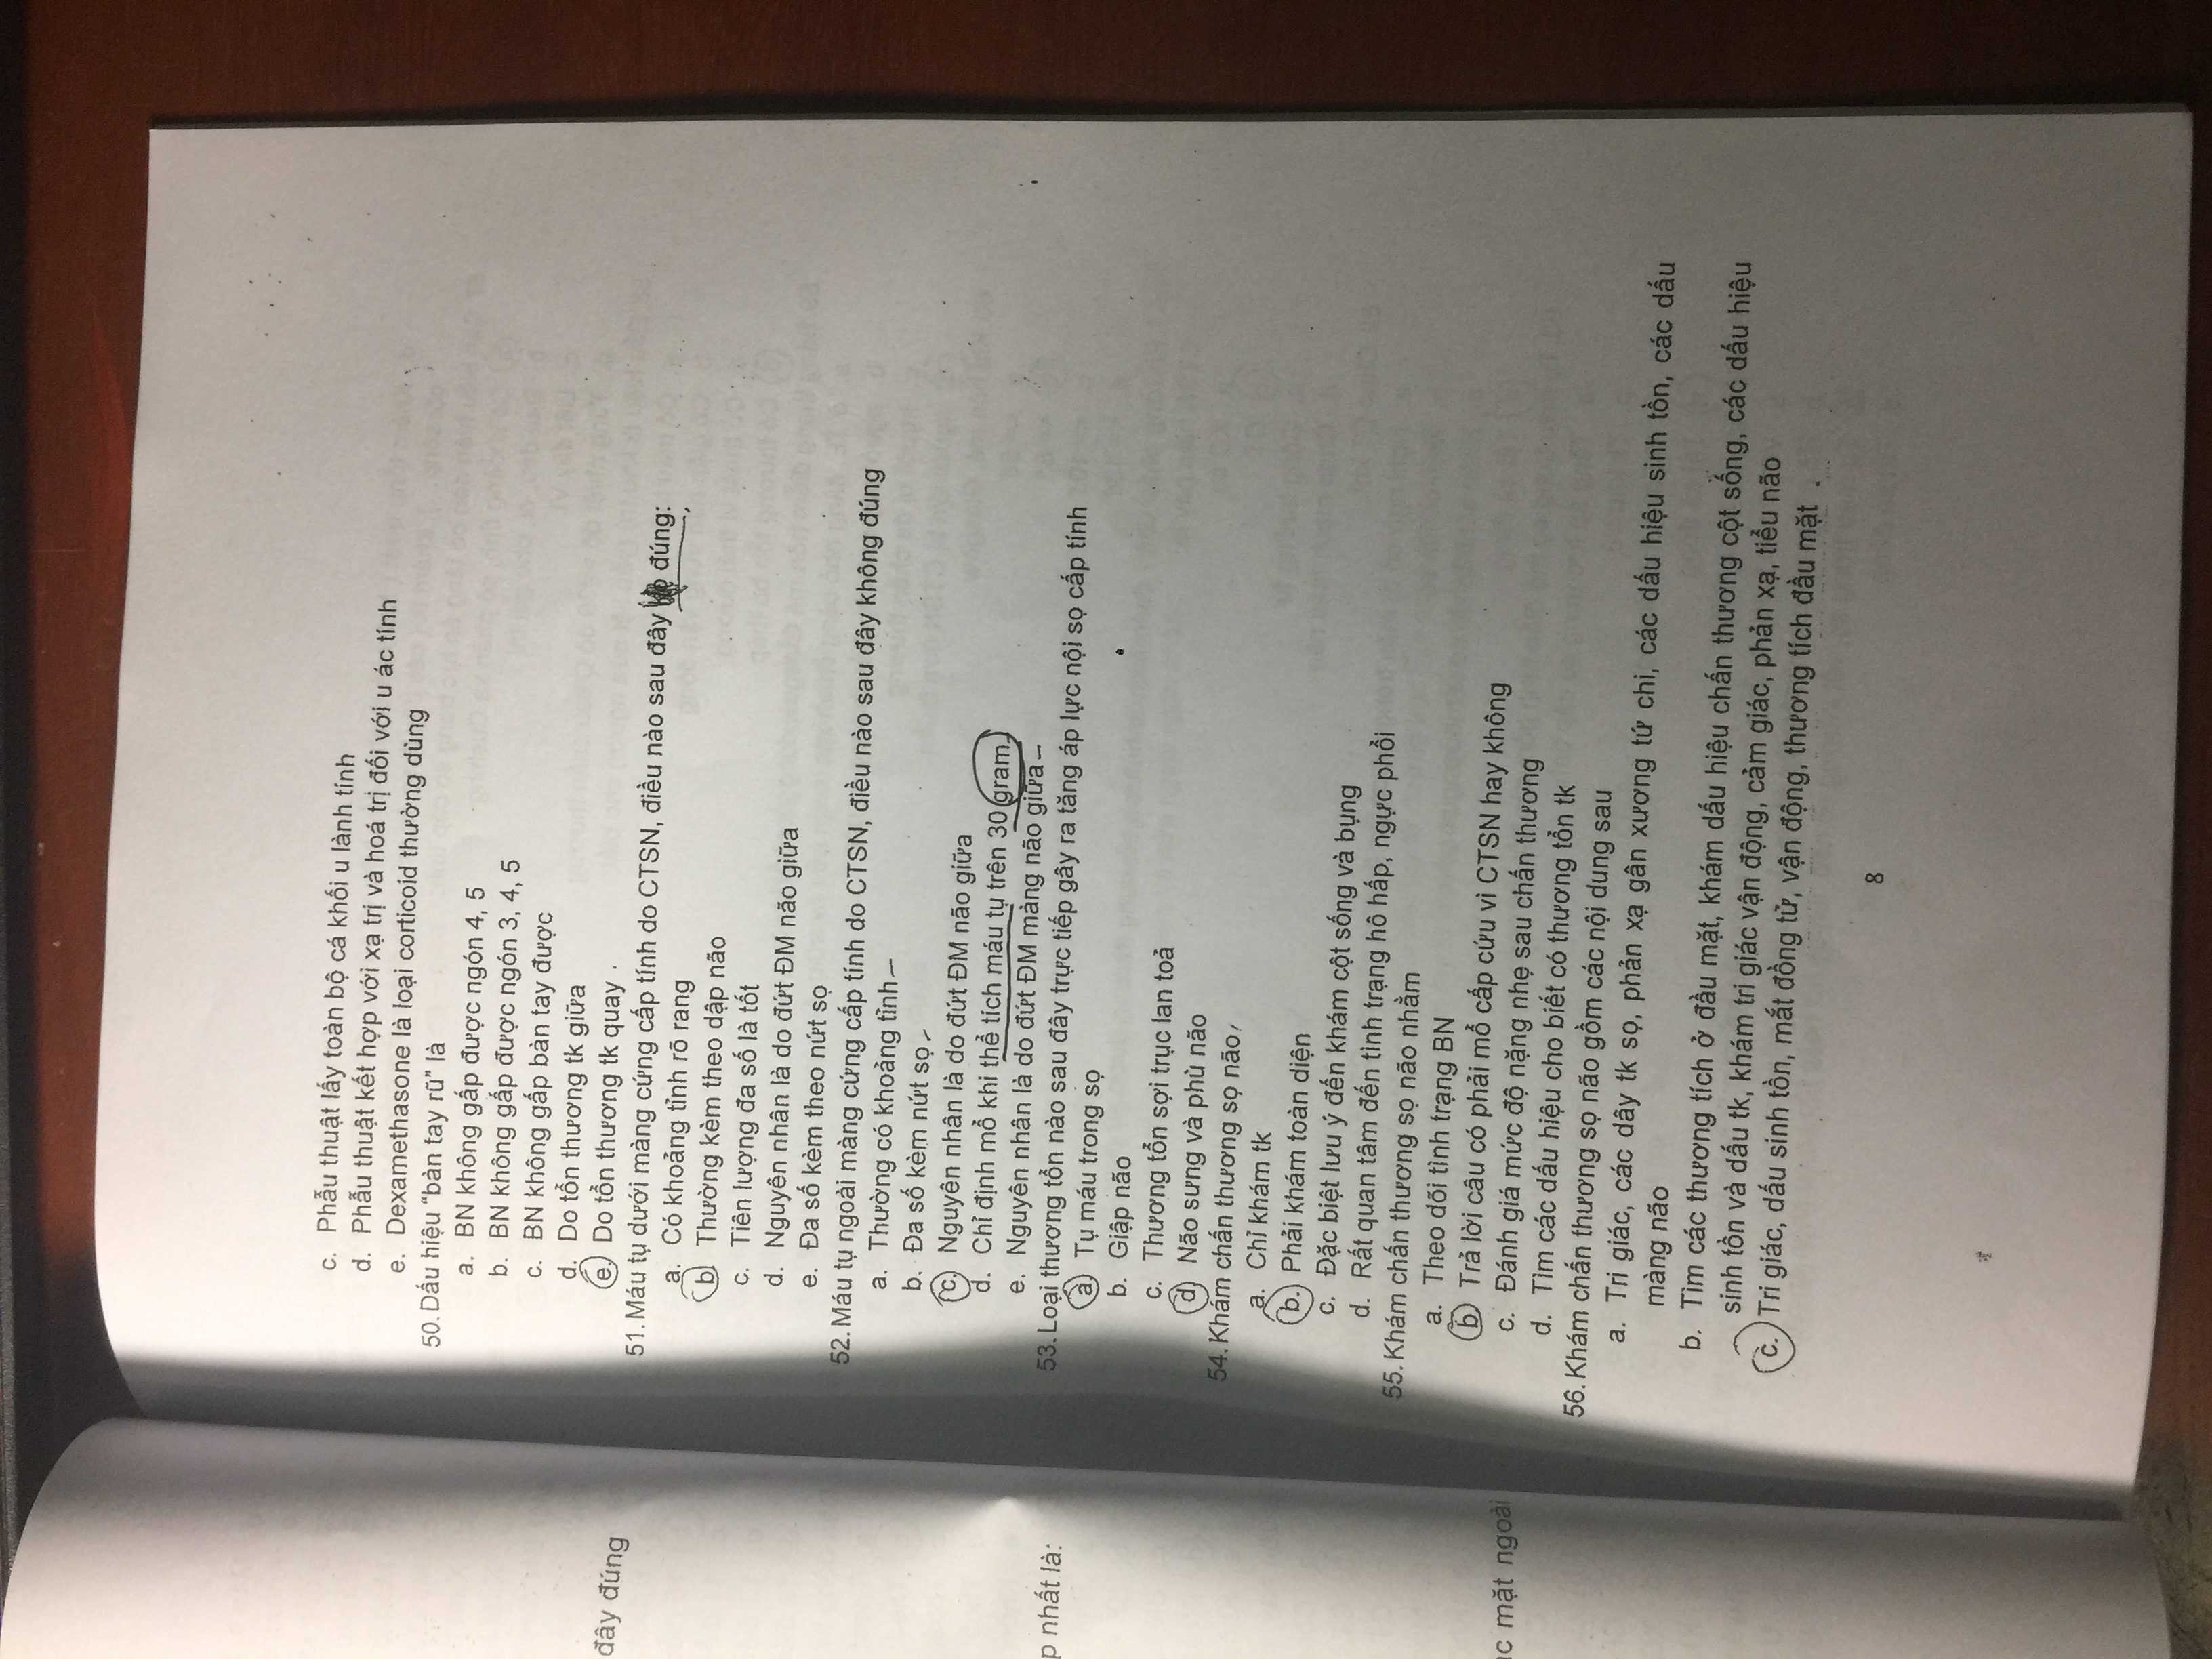 đây đúng
p nhất là:
c mặt ngoài
c. Phẫu thuật lấy toàn bộ cá khối u lành tính
d. Phẫu thuật kết hợp với xạ trị và hoá trị đối với u ác tính
e. Dexamethasone là loại corticoid thường dùng
50. Dấu hiệu “bàn tay rũ” là
a. BN không gấp được ngón 4, 5
b. BN không gấp được ngón 3, 4, 5
c. BN không gấp bàn tay được
d. Do tổn thương tk giữa
e. Do tổn thương tk quay
51. Máu tụ dưới màng cứng cấp tính do CTSN, điều nào sau đây đúng:
a. Có khoảng tỉnh rõ rang
b. Thường kèm theo dập não
c. Tiên lượng đa số là tốt
d. Nguyên nhân là do đứt ĐM não giữa
e. Đa số kèm theo nứt sọ
52. Máu tụ ngoài màng cứng cấp tính do CTSN, điều nào sau đây không đúng
a. Thường có khoảng tỉnh
b. Đa số kèm nứt sọ
c. Nguyên nhân là do đứt ĐM não giữa
d. Chỉ định mổ khi thể tích máu tụ trên 30 gram
e. Nguyên nhân là do đứt ĐM màng não giữa
53. Loại thương tổn nào sau đây trực tiếp gây ra tăng áp lực nội sọ cấp tính
a. Tụ máu trong sọ
b. Giập não
c. Thương tổn sợi trục lan toả
d. Não sưng và phù não
54. Khám chấn thương sọ não
a. Chỉ khám tk
b. Phải khám toàn diện
c. Đặc biệt lưu ý đến khám cột sống và bụng
d. Rất quan tâm đến tình trạng hô hấp, ngực phổi
55. Khám chấn thương sọ não nhằm
a. Theo dõi tình trạng BN
b. Trả lời câu có phải mổ cấp cứu vì CTSN hay không
c. Đánh giá mức độ nặng nhẹ sau chấn thương
d. Tìm các dấu hiệu cho biết có thương tổn tk
56. Khám chấn thương sọ não gồm các nội dung sau
a. Tri giác, các dây tk sọ, phản xạ gân xương tứ chi, các dấu hiệu sinh tồn, các dấu
màng não
b. Tìm các thương tích ở đầu mặt, khám dấu hiệu chấn thương cột sống, các dấu hiệu
sinh tồn và dấu tk, khám tri giác vận động, cảm giác, phản xạ, tiểu não
c. Tri giác, dấu sinh tồn, mắt đồng tử, vận động, thương tích đầu mặt .
8